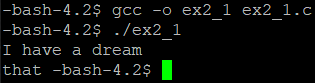 -bash-4.2$ gcc -o ex2_1 ex2_1.c
-bash-4.2$ ./ex2_1
I have a dream
that -bash-4.2$